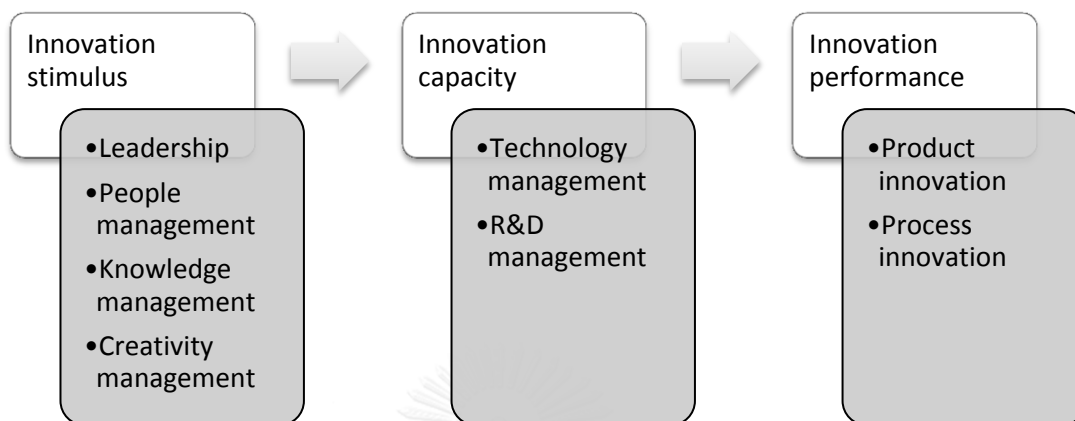 Innovation
stimulus
•Leadership
•People
management
•Knowledge
management
•Creativity
management
Innovation
capacity
•Technology
management
•R&D
management
Innovation
performance
•Product
innovation
•Process
innovation